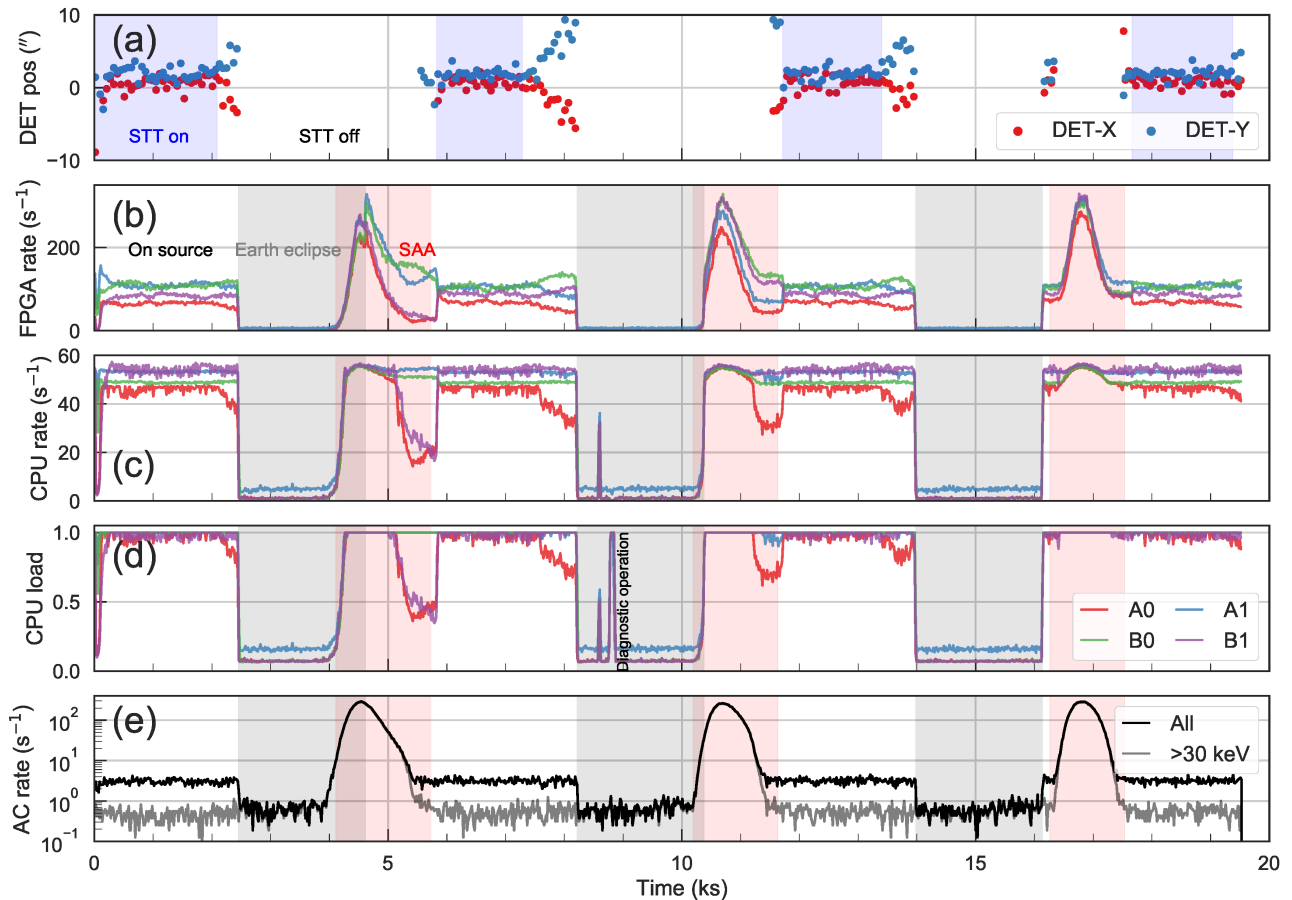 10
0
−10
DET pos (″)
(a)
STT on
STT off
DET-X
DET-Y
200
0
FPGA rate (s−1)
(b)
On source
Earth eclipse
SAA
60
40
20
0
CPU rate (s−1)
(c)
1.0
0.5
0.0
CPU load
(d)
Diagnostic operation
A0
A1
B0
B1
10²
10¹
10⁰
10⁻¹
AC rate (s−1)
(e)
All
>30 keV
0
5
10
15
20
Time (ks)